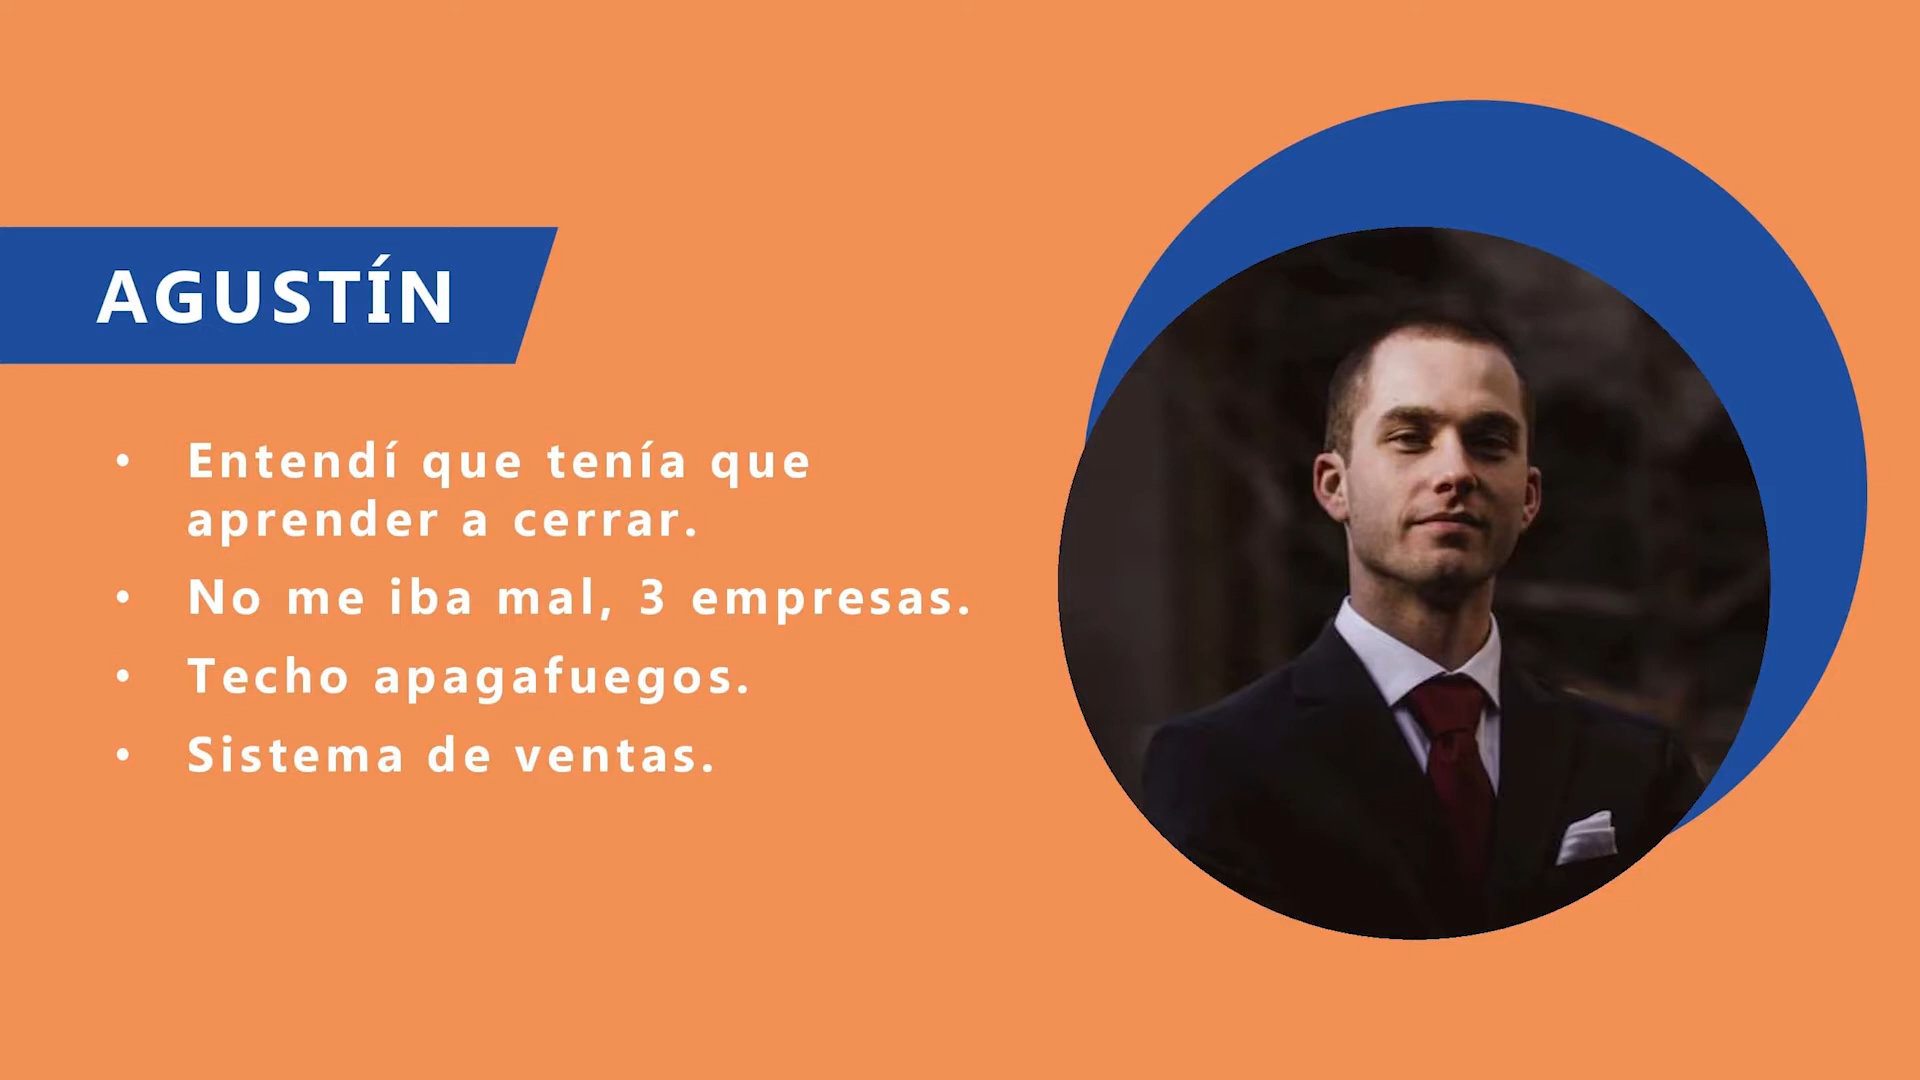 AGUSTÍN
• Entendí que tenía que
aprender a cerrar.
• No me iba mal, 3 empresas.
• Techo apagafuegos.
• Sistema de ventas.